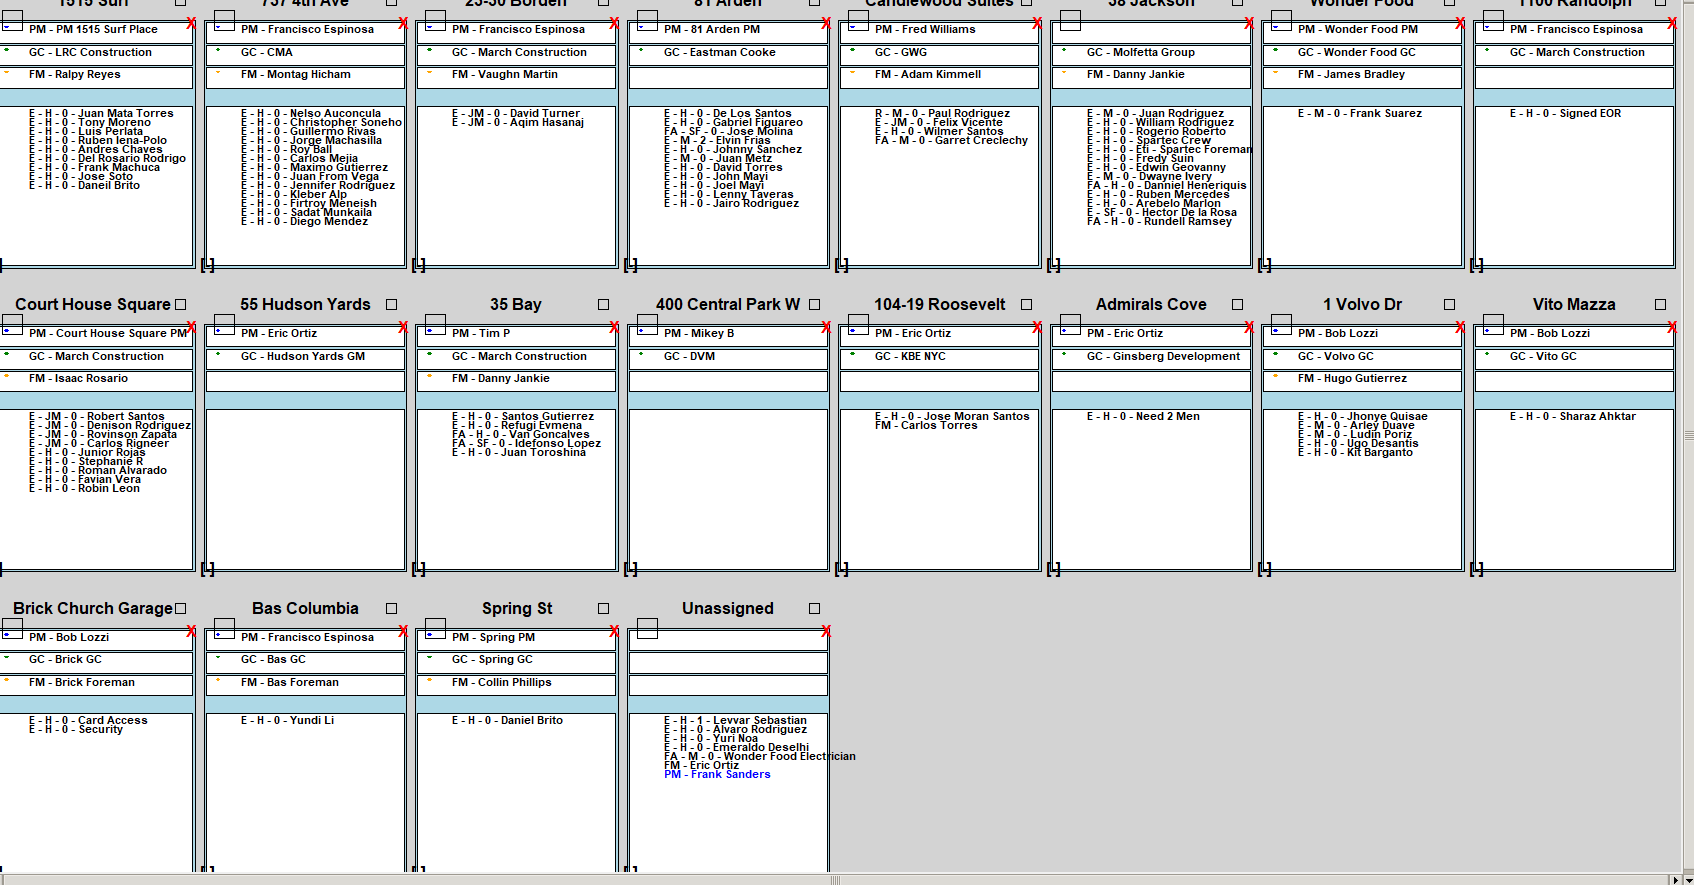 1515 Surf
PM - PM 1515 Surf Place
GC - LRC Construction
FM - Ralpy Reyes
E - H - 0 - Juan Mata Torres
E - H - 0 - Tony Moreno
E - H - 0 - Luis Perlata
E - H - 0 - Ruben Iena-Polo
E - H - 0 - Andres Chaves
E - H - 0 - Del Rosario Rodrigo
E - H - 0 - Frank Machuca
E - H - 0 - Jose Soto
E - H - 0 - Daneil Brito
737 4th Ave
X
PM - Francisco Espinosa
GC - CMA
FM - Montag Hicham
E - H - 0 - Nelso Auconcula
E - H - 0 - Christopher Soneho
E - H - 0 - Guillermo Rivas
E - H - 0 - Jorge Machasilla
E - H - 0 - Roy Ball
E - H - 0 - Carlos Mejia
E - H - 0 - Maximo Gutierrez
E - H - 0 - Juan From Vega
E - H - 0 - Jennifer Rodriguez
E - H - 0 - Kleber Alp
E - H - 0 - Firtroy Meneish
E - H - 0 - Sadat Munkaila
E - H - 0 - Diego Mendez
[-]
23-30 Borden
X
PM - Francisco Espinosa
GC - March Construction
FM - Vaughn Martin
E - JM - 0 - David Turner
E - JM - 0 - Aqim Hasanaj
[-]
81 Arden
X
PM - 81 Arden PM
GC - Eastman Cooke
E - H - 0 - De Los Santos
E - H - 0 - Gabriel Figuareo
FA - SF - 0 - Jose Molina
E - M - 2 - Elvin Frias
E - H - 0 - Johnny Sanchez
E - M - 0 - Juan Metz
E - H - 0 - David Torres
E - H - 0 - John Mayi
E - H - 0 - Joel Mayi
E - H - 0 - Lenny Taveras
E - H - 0 - Jairo Rodriguez
[-]
Candlewood Suites
X
PM - Fred Williams
GC - GWG
FM - Adam Kimmell
R - M - 0 - Paul Rodriguez
E - JM - 0 - Felix Vicente
E - H - 0 - Wilmer Santos
FA - M - 0 - Garret Creclechy
[-]
38 Jackson
X
GC - Molfetta Group
FM - Danny Jankie
E - M - 0 - Juan Rodriguez
E - H - 0 - William Rodriguez
E - H - 0 - Rogerio Roberto
E - H - 0 - Spartec Crew
E - H - 0 - Eti - Spartec Foreman
E - H - 0 - Fredy Suin
E - H - 0 - Edwin Geovanny
E - M - 0 - Dwayne Ivery
FA - H - 0 - Danniel Heneriquis
E - H - 0 - Ruben Mercedes
E - H - 0 - Arebelo Marlon
E - SF - 0 - Hector De la Rosa
FA - H - 0 - Rundell Ramsey
[-]
Wonder Food
X
PM - Wonder Food PM
GC - Wonder Food GC
FM - James Bradley
E - M - 0 - Frank Suarez
[-]
1100 Randolph
X
PM - Francisco Espinosa
GC - March Construction
E - H - 0 - Signed EOR
[-]
Court House Square
X
PM - Court House Square PM
GC - March Construction
FM - Isaac Rosario
E - JM - 0 - Robert Santos
E - JM - 0 - Denison Rodriguez
E - JM - 0 - Rovinson Zapata
E - JM - 0 - Carlos Rigneer
E - H - 0 - Junior Rojas
E - H - 0 - Stephanie R
E - H - 0 - Roman Alvarado
E - H - 0 - Favian Vera
E - H - 0 - Robin Leon
55 Hudson Yards
X
PM - Eric Ortiz
GC - Hudson Yards GM
[-]
35 Bay
X
PM - Tim P
GC - March Construction
FM - Danny Jankie
E - H - 0 - Santos Gutierrez
E - H - 0 - Refugi Evmena
FA - H - 0 - Van Goncalves
FA - SF - 0 - Idefonso Lopez
E - H - 0 - Juan Toroshina
[-]
400 Central Park W
X
PM - Mikey B
GC - DVM
[-]
104-19 Roosevelt
X
PM - Eric Ortiz
GC - KBE NYC
E - H - 0 - Jose Moran Santos
FM - Carlos Torres
[-]
Admirals Cove
X
PM - Eric Ortiz
GC - Ginsberg Development
E - H - 0 - Need 2 Men
[-]
1 Volvo Dr
X
PM - Bob Lozzi
GC - Volvo GC
FM - Hugo Gutierrez
E - H - 0 - Jhonye Quisae
E - M - 0 - Arley Duave
E - M - 0 - Ludin Poriz
E - H - 0 - Ugo Desantis
E - H - 0 - Kit Barganto
[-]
Vito Mazza
X
PM - Bob Lozzi
GC - Vito GC
E - H - 0 - Sharaz Ahktar
[-]
Brick Church Garage
X
PM - Bob Lozzi
GC - Brick GC
FM - Brick Foreman
E - H - 0 - Card Access
E - H - 0 - Security
Bas Columbia
X
PM - Francisco Espinosa
GC - Bas GC
FM - Bas Foreman
E - H - 0 - Yundi Li
Spring St
X
PM - Spring PM
GC - Spring GC
FM - Collin Phillips
E - H - 0 - Daniel Brito
Unassigned
X
E - H - 1 - Levvar Sebastian
E - H - 0 - Alvaro Rodriguez
E - H - 0 - Yuri Noa
E - H - 0 - Emeraldo Deselhi
FA - M - 0 - Wonder Food Electrician
FM - Eric Ortiz
PM - Frank Sanders